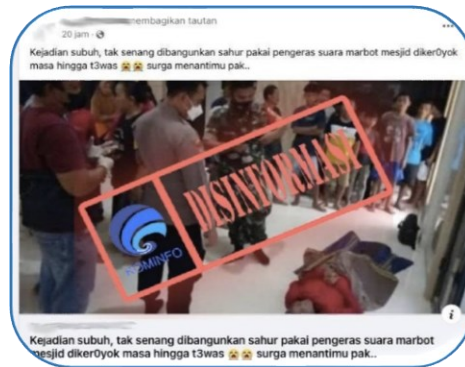 membagikan tautan
20 jam ·
Kejadian subuh, tak senang dibangunkan sahur pakai pengeras suara marbot mesjid diker0yok
masa hingga t3was 😭😭 surga menantimu pak..
KOMINFO
DISINFORMASI
i
Kejadian subuh, tak senang dibangunkan sahur pakai pengeras suara marbot
mesjid diker0yok masa hingga t3was 😭😭 surga menantimu pak..